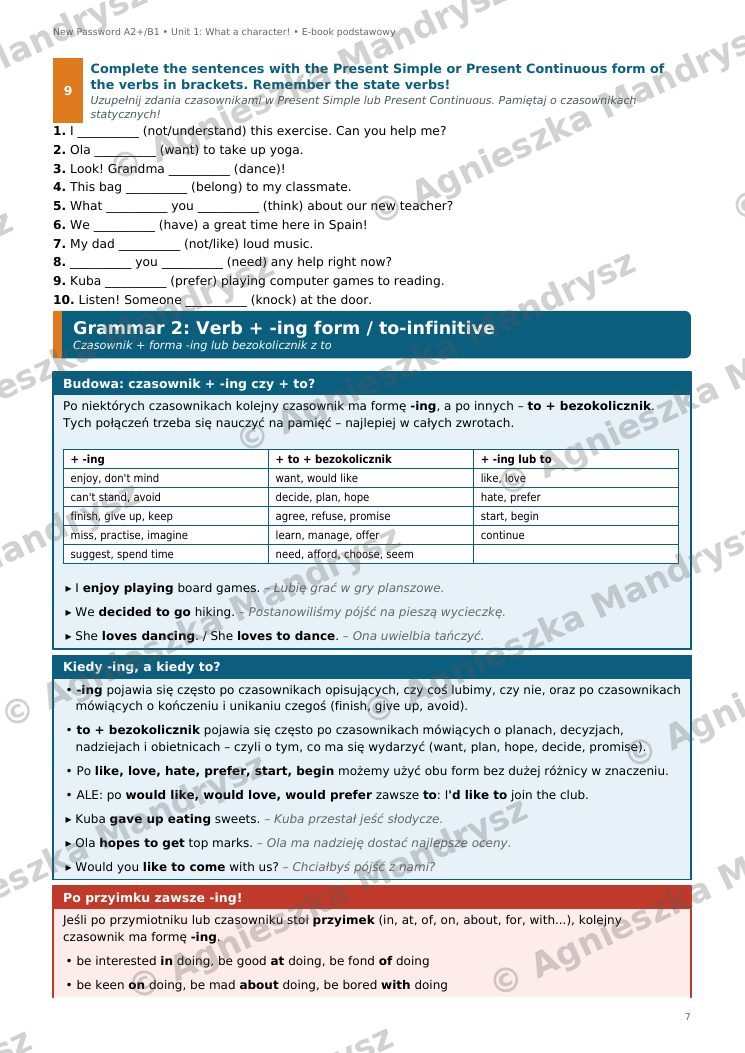 New Password A2+/B1 • Unit 1: What a character! • E-book podstawowy
9
Complete the sentences with the Present Simple or Present Continuous form of
the verbs in brackets. Remember the state verbs!
Uzupełnij zdania czasownikami w Present Simple lub Present Continuous. Pamiętaj o czasownikach
statycznych!
1. I __________ (not/understand) this exercise. Can you help me?
2. Ola __________ (want) to take up yoga.
3. Look! Grandma __________ (dance)!
4. This bag __________ (belong) to my classmate.
5. What __________ you __________ (think) about our new teacher?
6. We __________ (have) a great time here in Spain!
7. My dad __________ (not/like) loud music.
8. __________ you __________ (need) any help right now?
9. Kuba __________ (prefer) playing computer games to reading.
10. Listen! Someone __________ (knock) at the door.
Grammar 2: Verb + -ing form / to-infinitive
Czasownik + forma -ing lub bezokolicznik z to
Budowa: czasownik + -ing czy + to?
Po niektórych czasownikach kolejny czasownik ma formę -ing, a po innych – to + bezokolicznik.
Tych połączeń trzeba się nauczyć na pamięć – najlepiej w całych zwrotach.
+ -ing + to + bezokolicznik + -ing lub to
enjoy, don't mind want, would like like, love
can't stand, avoid decide, plan, hope hate, prefer
finish, give up, keep agree, refuse, promise start, begin
miss, practise, imagine learn, manage, offer continue
suggest, spend time need, afford, choose, seem
▸ I enjoy playing board games. – Lubię grać w gry planszowe.
▸ We decided to go hiking. – Postanowiliśmy pójść na pieszą wycieczkę.
▸ She loves dancing. / She loves to dance. – Ona uwielbia tańczyć.
Kiedy -ing, a kiedy to?
• -ing pojawia się często po czasownikach opisujących, czy coś lubimy, czy nie, oraz po czasownikach
mówiących o kończeniu i unikaniu czegoś (finish, give up, avoid).
• to + bezokolicznik pojawia się często po czasownikach mówiących o planach, decyzjach,
nadziejach i obietnicach – czyli o tym, co ma się wydarzyć (want, plan, hope, decide, promise).
• Po like, love, hate, prefer, start, begin możemy użyć obu form bez dużej różnicy w znaczeniu.
• ALE: po would like, would love, would prefer zawsze to: I'd like to join the club.
▸ Kuba gave up eating sweets. – Kuba przestał jeść słodycze.
▸ Ola hopes to get top marks. – Ola ma nadzieję dostać najlepsze oceny.
▸ Would you like to come with us? – Chciałbyś pójść z nami?
Po przyimku zawsze -ing!
Jeśli po przymiotniku lub czasowniku stoi przyimek (in, at, of, on, about, for, with...), kolejny
czasownik ma formę -ing.
• be interested in doing, be good at doing, be fond of doing
• be keen on doing, be mad about doing, be bored with doing
7
© Agnieszka Mandrysz